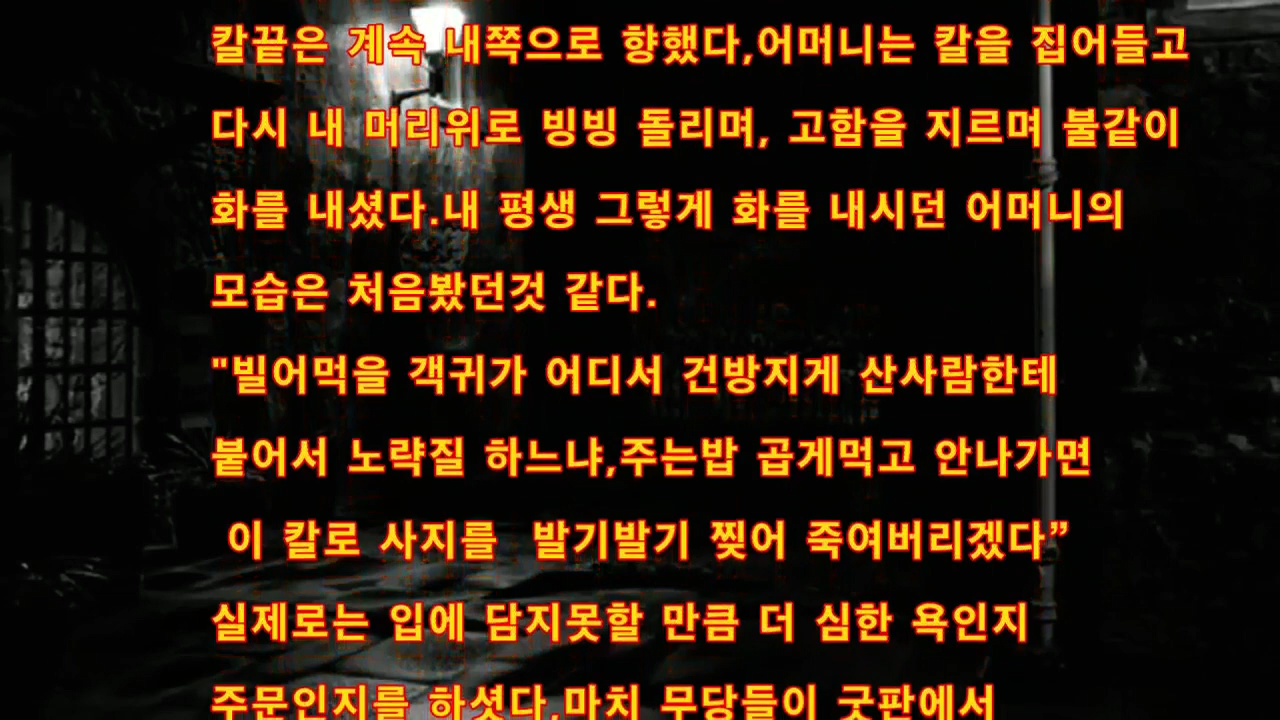 칼끝은 계속 내쪽으로 향했다,어머니는 칼을 집어들고
다시 내 머리위로 빙빙 돌리며, 고함을 지르며 불같이
화를 내셨다.내 평생 그렇게 화를 내시던 어머니의
모습은 처음봤던것 같다.
"빌어먹을 객귀가 어디서 건방지게 산사람한테
붙어서 노략질 하느냐,주는밥 곱게먹고 안나가면
이 칼로 사지를  발기발기 찢어 죽여버리겠다”
실제로는 입에 담지못할 만큼 더 심한 욕인지
주문인지를 하셧다,마치 무당들이 굿판에서